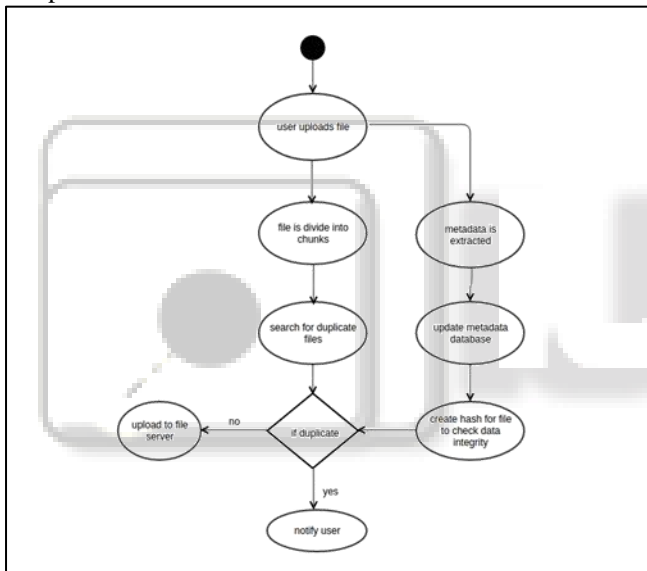 user uploads file
file is divide into
chunks
metadata is
extracted
search for duplicate
files
update metadata
database
upload to file
server
no
if duplicate
create hash for file
to check data
integrity
yes
notify user